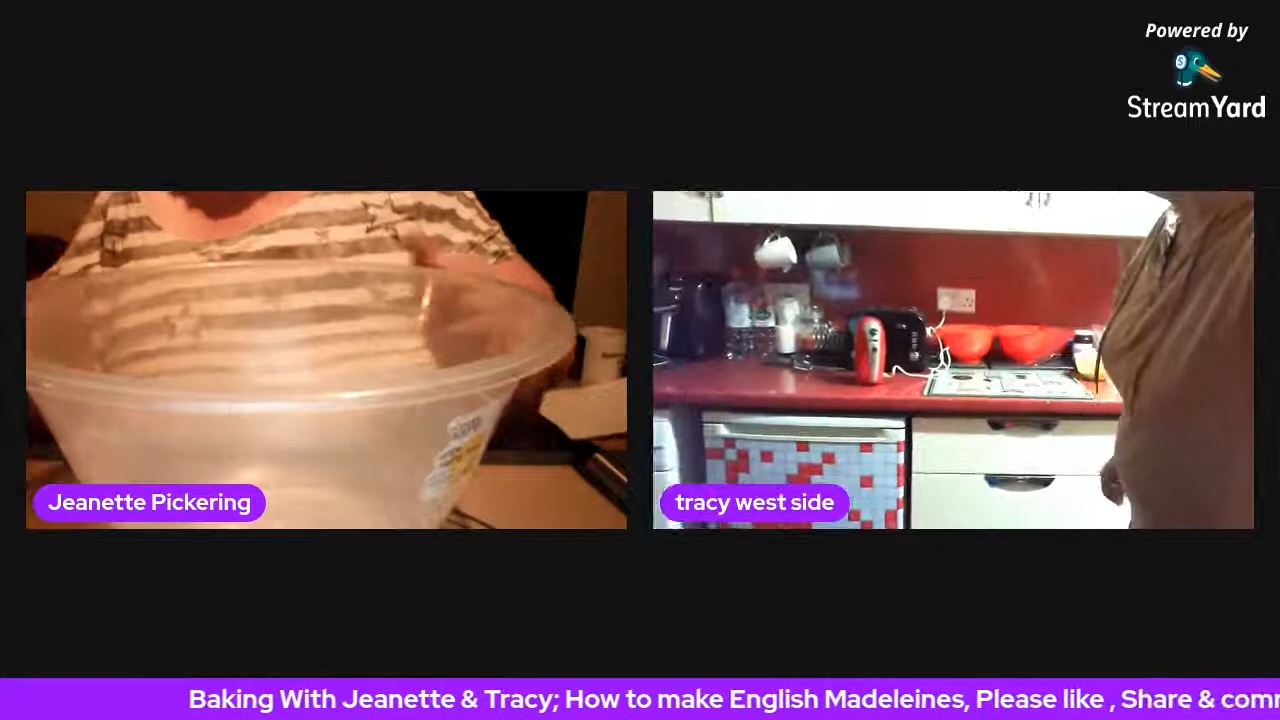 Powered by
StreamYard
Jeanette Pickering
tracy west side
Baking With Jeanette & Tracy; How to make English Madeleines, Please like , Share & com